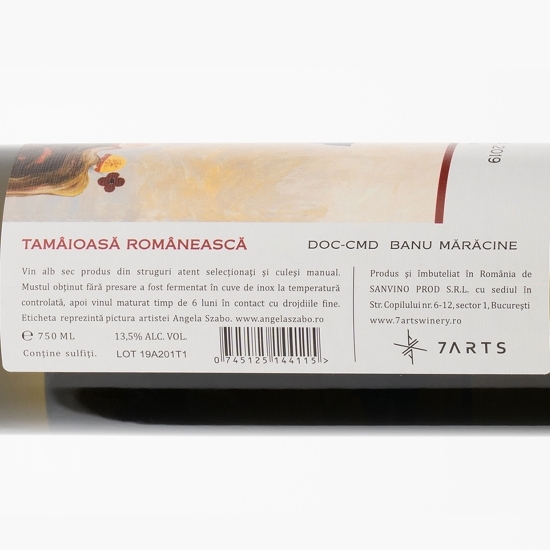 2019
TAMÂIOASĂ ROMÂNEASCĂ
DOC-CMD BANU MĂRĂCINE
Vin alb sec produs din struguri atent selecționați și culeși manual.
Mustul obținut fără presare a fost fermentat în cuve de inox la temperatură
controlată, apoi vinul maturat timp de 6 luni în contact cu drojdiile fine.
Eticheta reprezintă pictura artistei Angela Szabo. www.angelaszabo.ro
℮ 750 ML
13,5% ALC. VOL.
Conține sulfiți.
LOT 19A201T1
0 745125 144115 >
Produs și îmbuteliat în România de
SANVINO PROD S.R.L. cu sediul în
Str. Copilului nr. 6-12, sector 1, București
www.7artswinery.ro
7ARTS